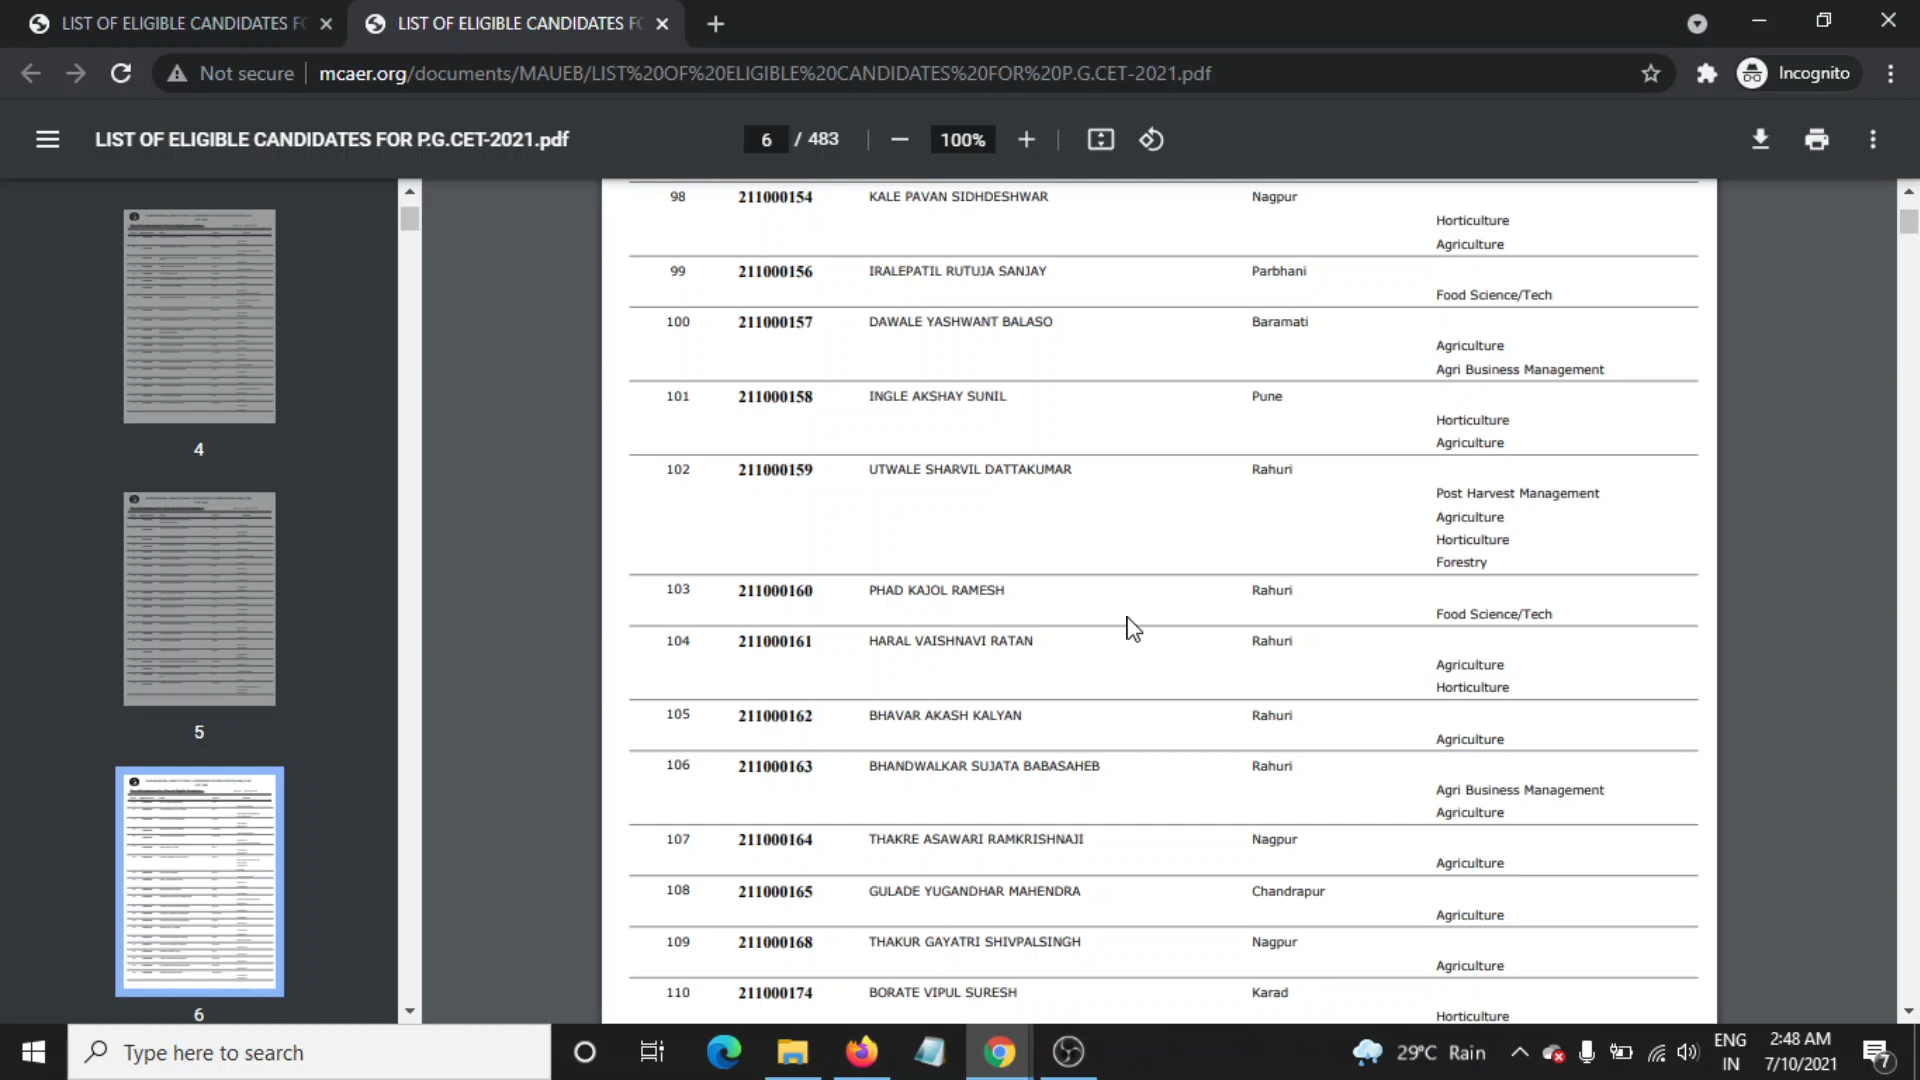 LIST OF ELIGIBLE CANDIDATES FO
LIST OF ELIGIBLE CANDIDATES FO
Not secure
mcaer.org/documents/MAUEB/LIST%20OF%20ELIGIBLE%20CANDIDATES%20FOR%20P.G.CET-2021.pdf
Incognito
LIST OF ELIGIBLE CANDIDATES FOR P.G.CET-2021.pdf
6 / 483
100%
4
5
6
98 211000154 KALE PAVAN SIDHDESHWAR Nagpur
Horticulture
Agriculture
99 211000156 IRALEPATIL RUTUJA SANJAY Parbhani
Food Science/Tech
100 211000157 DAWALE YASHWANT BALASO Baramati
Agriculture
Agri Business Management
101 211000158 INGLE AKSHAY SUNIL Pune
Horticulture
Agriculture
102 211000159 UTWALE SHARVIL DATTAKUMAR Rahuri
Post Harvest Management
Agriculture
Horticulture
Forestry
103 211000160 PHAD KAJOL RAMESH Rahuri
Food Science/Tech
104 211000161 HARAL VAISHNAVI RATAN Rahuri
Agriculture
Horticulture
105 211000162 BHAVAR AKASH KALYAN Rahuri
Agriculture
106 211000163 BHANDWALKAR SUJATA BABASAHEB Rahuri
Agri Business Management
Agriculture
107 211000164 THAKRE ASAWARI RAMKRISHNAJI Nagpur
Agriculture
108 211000165 GULADE YUGANDHAR MAHENDRA Chandrapur
Agriculture
109 211000168 THAKUR GAYATRI SHIVPALSINGH Nagpur
Agriculture
110 211000174 BORATE VIPUL SURESH Karad
Horticulture
Type here to search
29°C Rain
ENG
IN
2:48 AM
7/10/2021
7